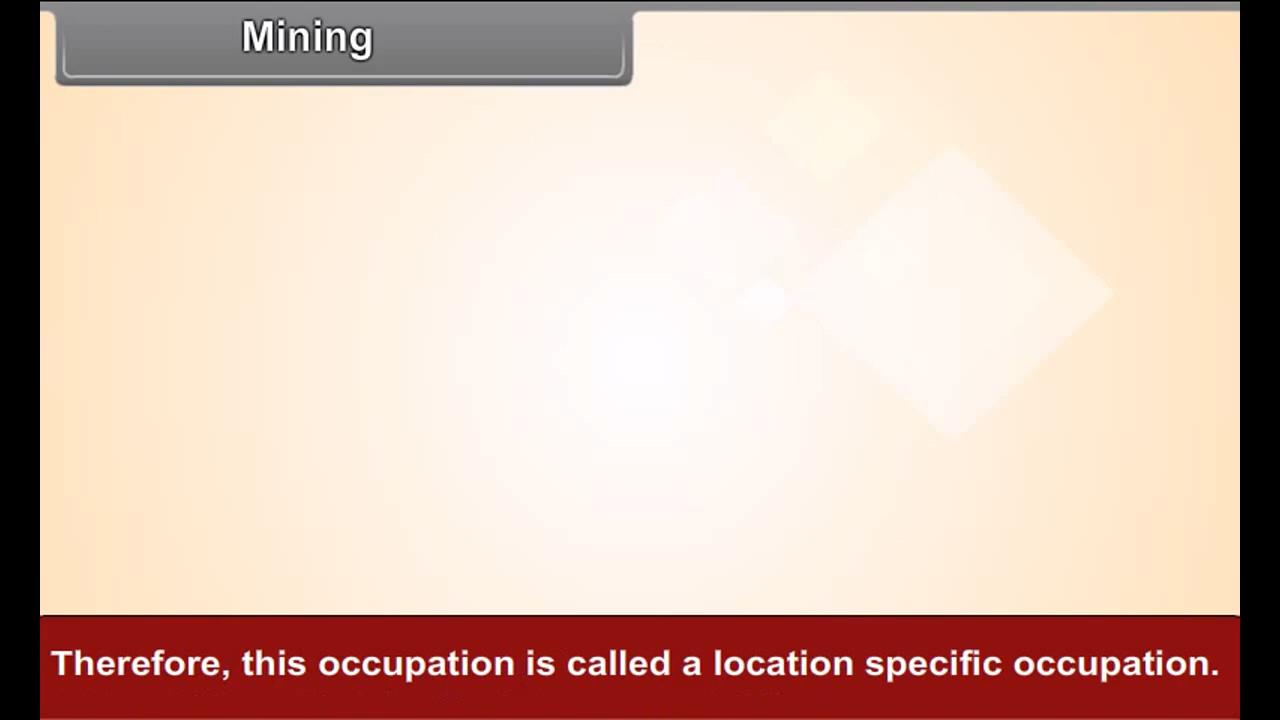 Mining
Therefore, this occupation is called a location specific occupation.